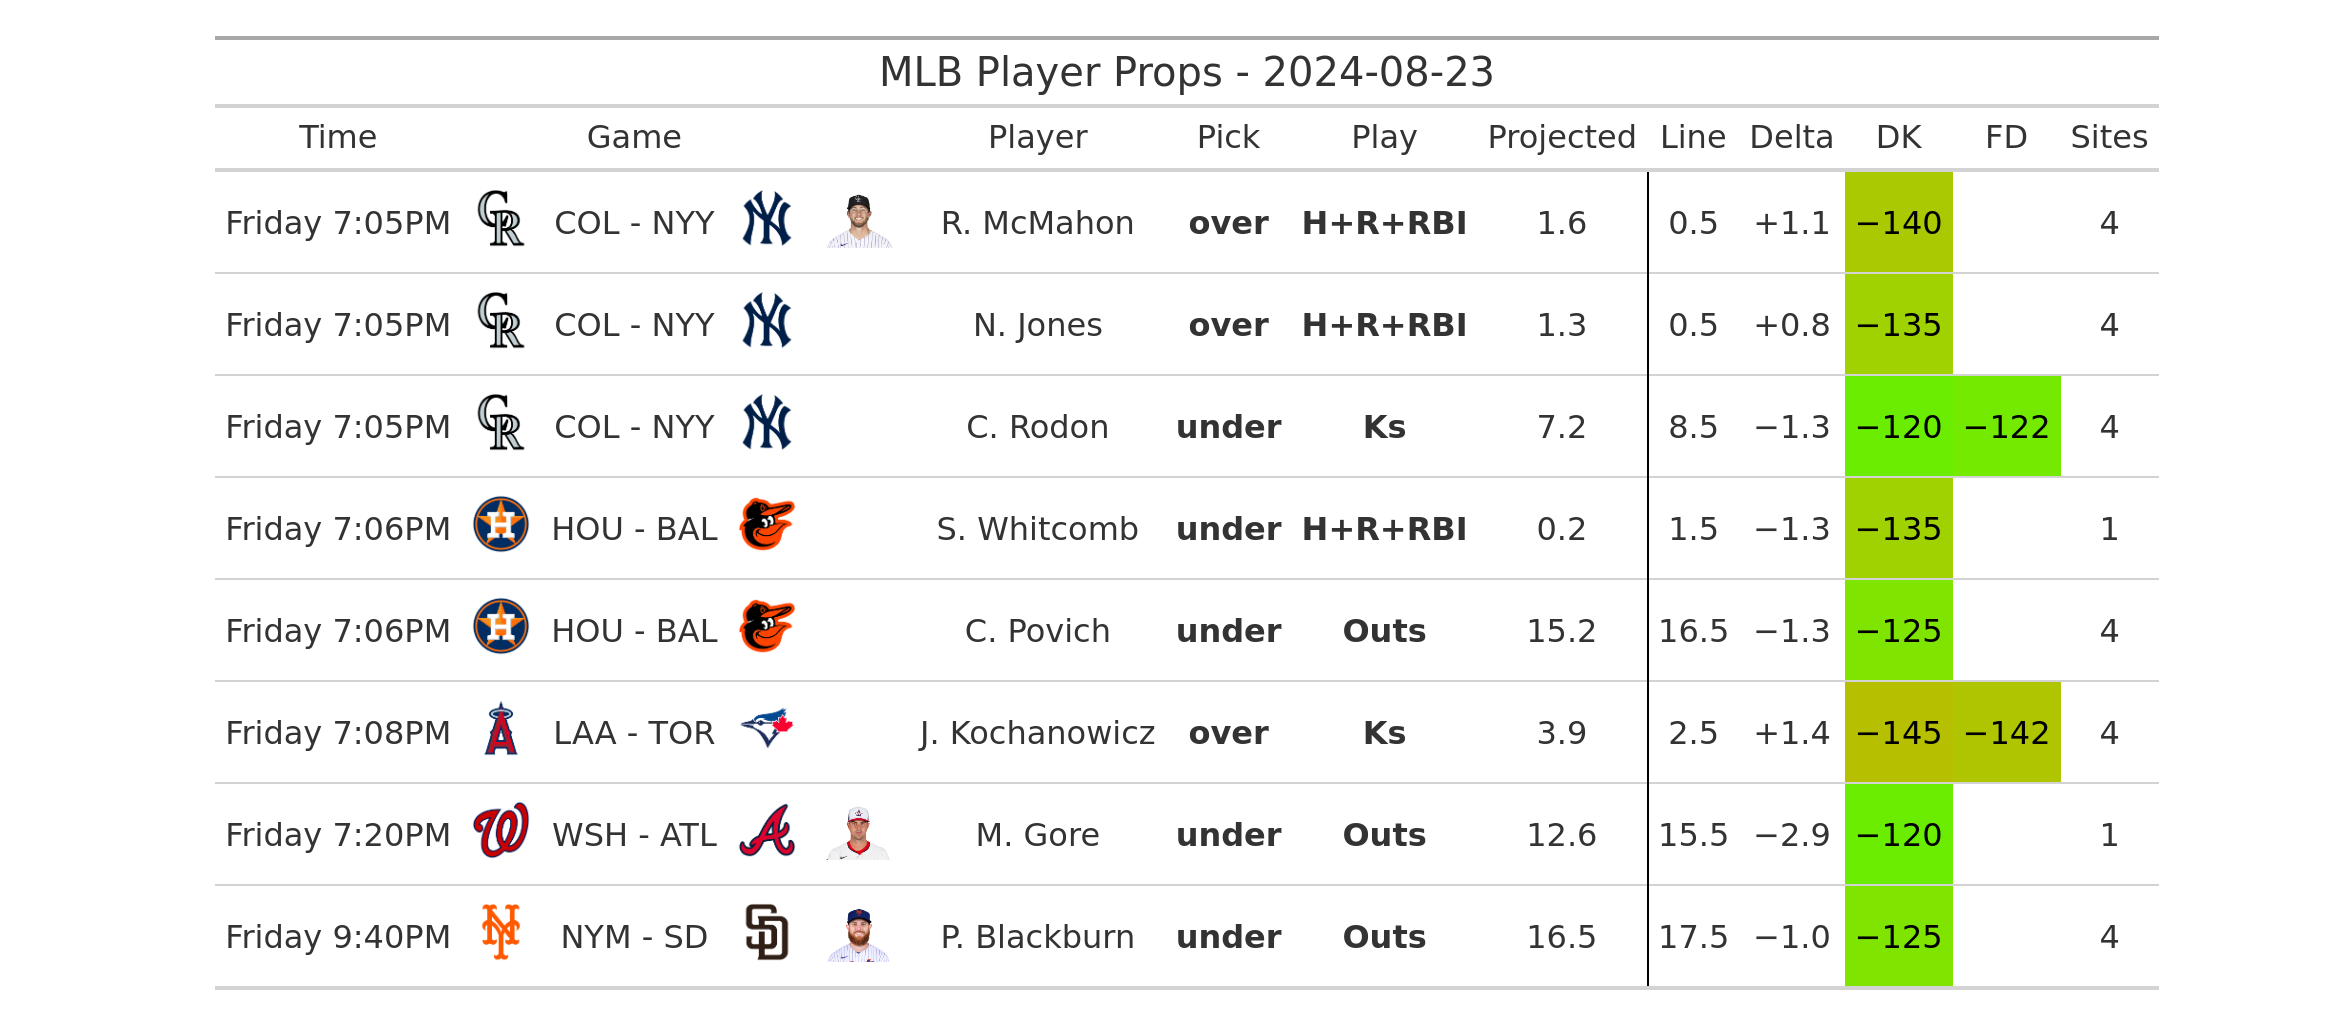 MLB Player Props - 2024-08-23
Time Game Player Pick Play Projected Line Delta DK FD Sites
Friday 7:05PM COL - NYY R. McMahon over H+R+RBI 1.6 0.5 +1.1 −140 4
Friday 7:05PM COL - NYY N. Jones over H+R+RBI 1.3 0.5 +0.8 −135 4
Friday 7:05PM COL - NYY C. Rodon under Ks 7.2 8.5 −1.3 −120 −122 4
Friday 7:06PM HOU - BAL S. Whitcomb under H+R+RBI 0.2 1.5 −1.3 −135 1
Friday 7:06PM HOU - BAL C. Povich under Outs 15.2 16.5 −1.3 −125 4
Friday 7:08PM LAA - TOR J. Kochanowicz over Ks 3.9 2.5 +1.4 −145 −142 4
Friday 7:20PM WSH - ATL M. Gore under Outs 12.6 15.5 −2.9 −120 1
Friday 9:40PM NYM - SD P. Blackburn under Outs 16.5 17.5 −1.0 −125 4